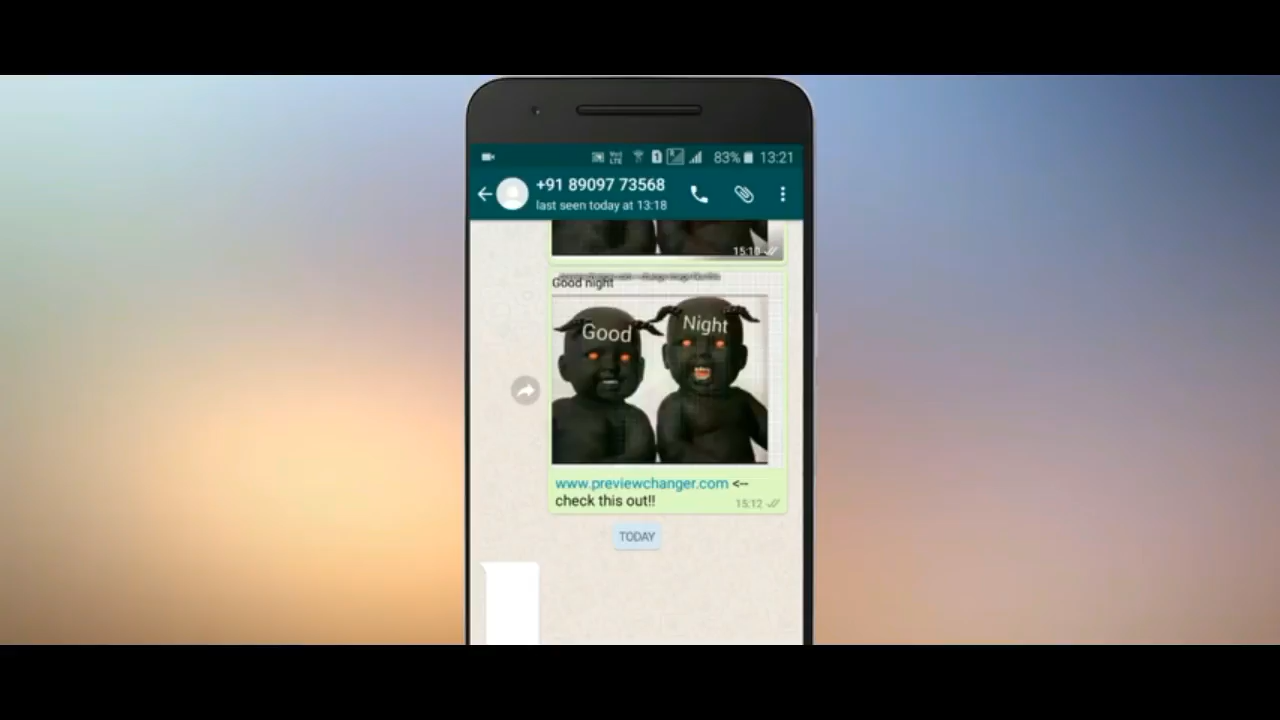 83% 13:21
+91 89097 73568
last seen today at 13:18
15:10
Good night
Good Night
www.previewchanger.com <--
check this out!!
15:12
TODAY